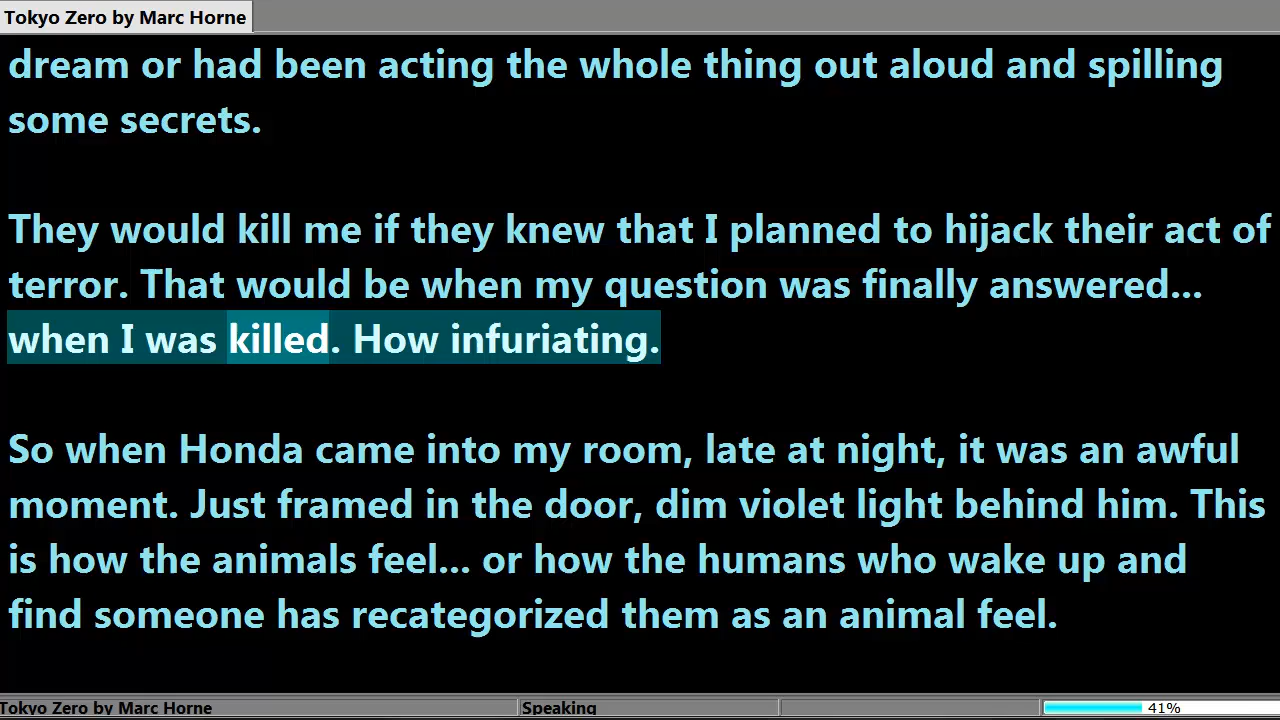 Tokyo Zero by Marc Horne
dream or had been acting the whole thing out aloud and spilling
some secrets.
They would kill me if they knew that I planned to hijack their act of
terror. That would be when my question was finally answered...
when I was killed. How infuriating.
So when Honda came into my room, late at night, it was an awful
moment. Just framed in the door, dim violet light behind him. This
is how the animals feel... or how the humans who wake up and
find someone has recategorized them as an animal feel.
Tokyo Zero by Marc Horne Speaking 41%